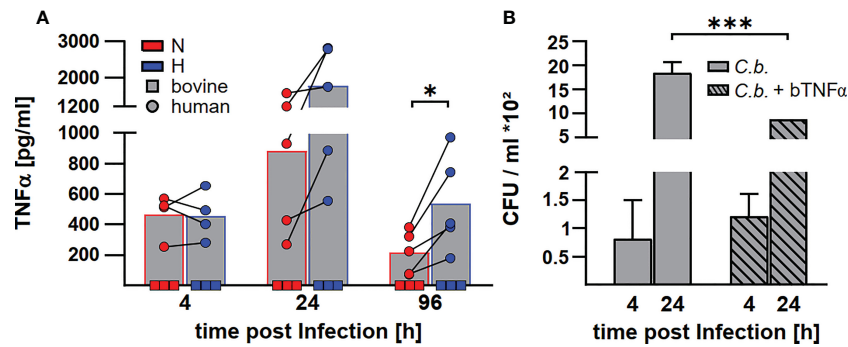 A
TNFα [pg/ml]
3000
2000
1200
1000
800
600
400
200
N
H
bovine
human
*
4 24 96
time post Infection [h]
B
CFU / ml *10²
25
20
15
10
5
2
1.5
1
0.5
***
C.b.
C.b. + bTNFα
4 24 4 24
time post Infection [h]